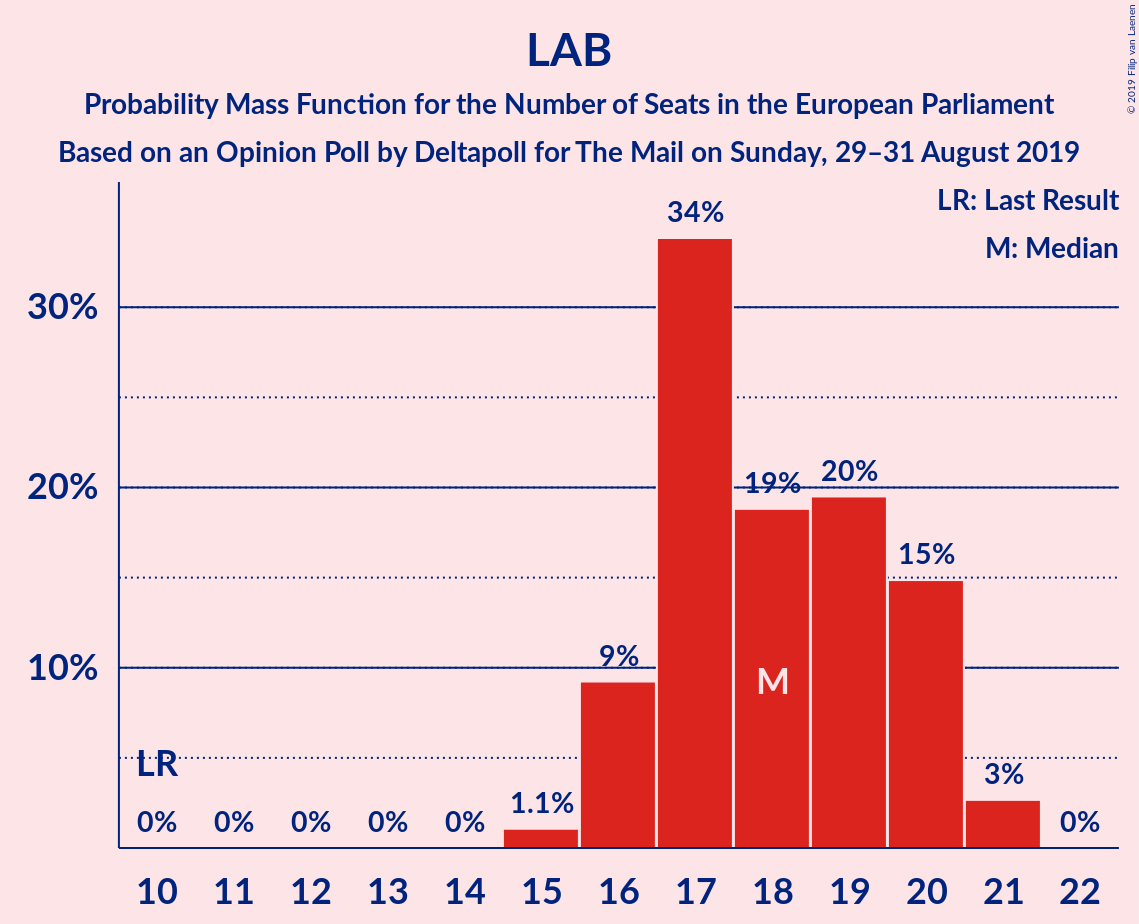 LAB
Probability Mass Function for the Number of Seats in the European Parliament
Based on an Opinion Poll by Deltapoll for The Mail on Sunday, 29–31 August 2019
© 2019 Filip van Laenen
LR: Last Result
M: Median
34%
30%
20%
19%
20%
15%
10%
9%
M
LR
3%
1.1%
0%
0%
0%
0%
0%
0%
10 11 12 13 14 15 16 17 18 19 20 21 22